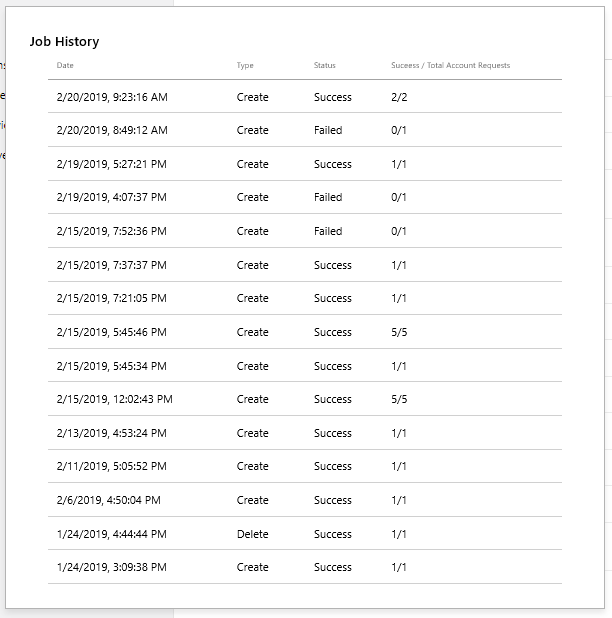 Job History
Date Type Status Suceess / Total Account Requests
2/20/2019, 9:23:16 AM Create Success 2/2
2/20/2019, 8:49:12 AM Create Failed 0/1
2/19/2019, 5:27:21 PM Create Success 1/1
2/19/2019, 4:07:37 PM Create Failed 0/1
2/15/2019, 7:52:36 PM Create Failed 0/1
2/15/2019, 7:37:37 PM Create Success 1/1
2/15/2019, 7:21:05 PM Create Success 1/1
2/15/2019, 5:45:46 PM Create Success 5/5
2/15/2019, 5:45:34 PM Create Success 1/1
2/15/2019, 12:02:43 PM Create Success 5/5
2/13/2019, 4:53:24 PM Create Success 1/1
2/11/2019, 5:05:52 PM Create Success 1/1
2/6/2019, 4:50:04 PM Create Success 1/1
1/24/2019, 4:44:44 PM Delete Success 1/1
1/24/2019, 3:09:38 PM Create Success 1/1